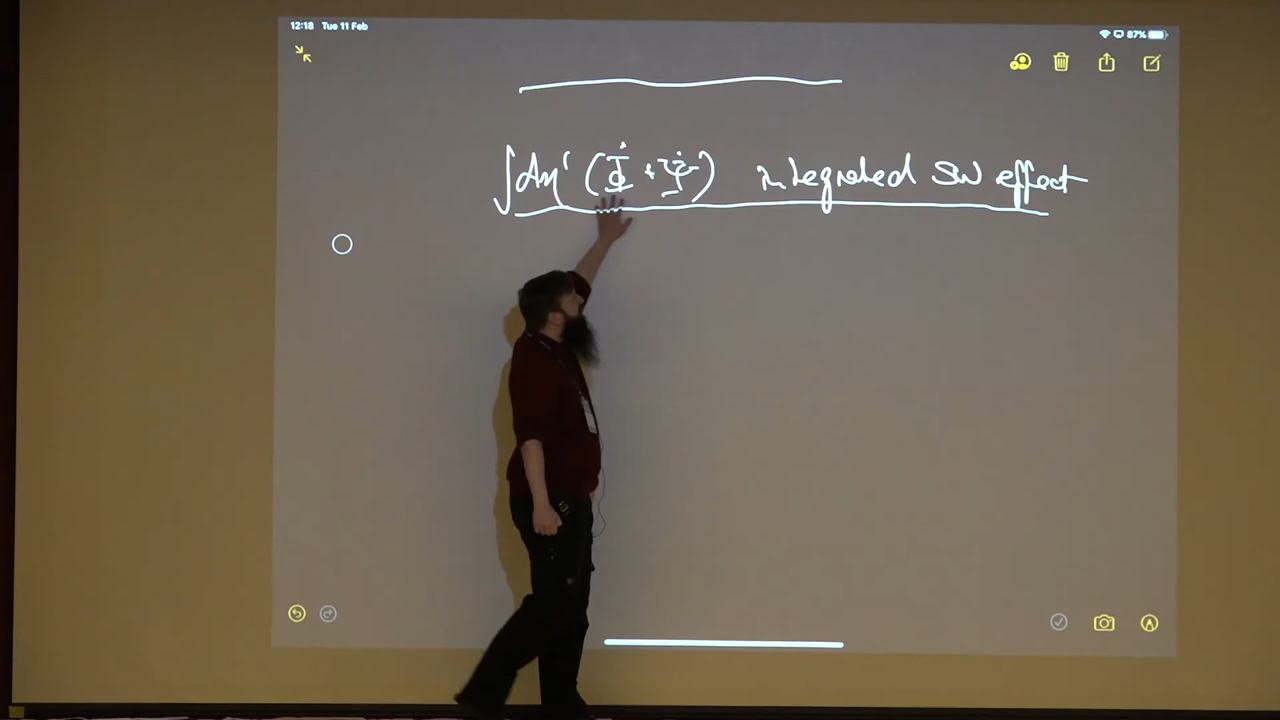 12:18 Tue 11 Feb 87%
∫dη' (Φ̇ + Ψ̇) integrated SW effect